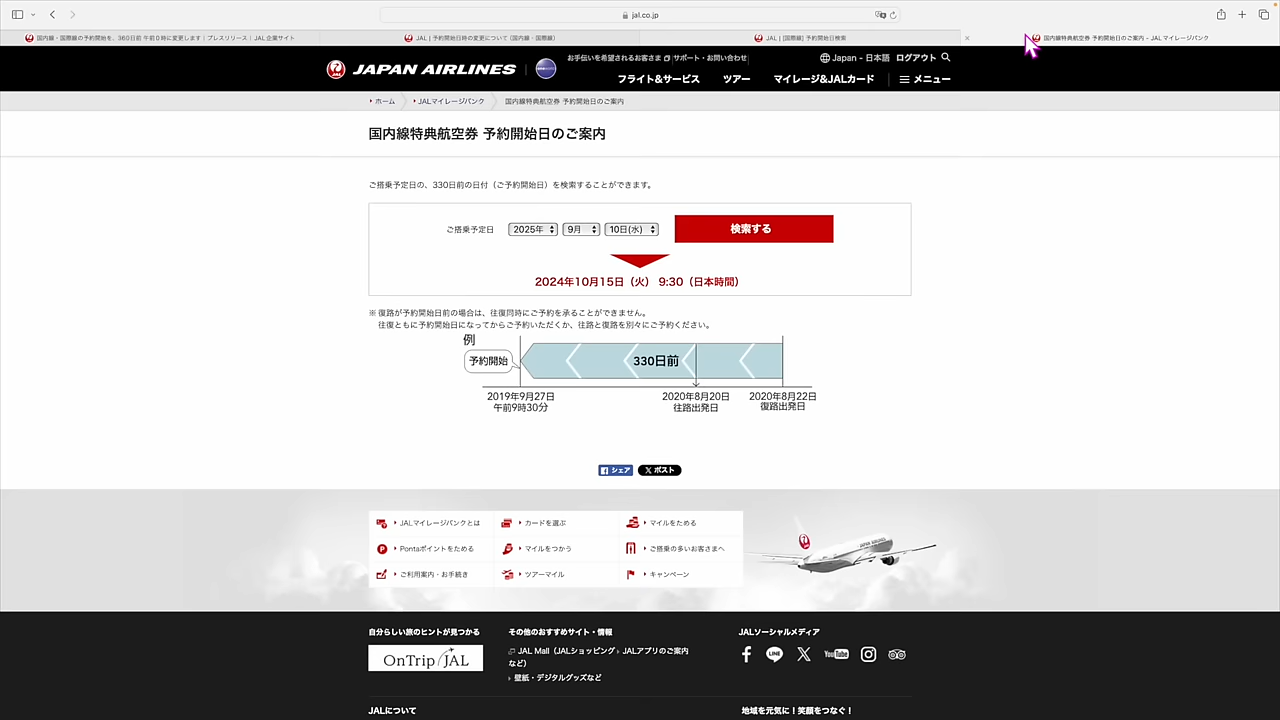 jal.co.jp
国内線・国際線の予約開始を、360日前 午前0時に変更します｜プレスリリース｜JAL企業サイト
JAL | 予約開始日時の変更について (国内線・国際線)
JAL | [国際線] 予約開始日検索
国内線特典航空券 予約開始日のご案内 - JALマイレージバンク
JAPAN AIRLINES
お手伝いを希望されるお客さま
サポート・お問い合わせ
Japan - 日本語
ログアウト
フライト&サービス
ツアー
マイレージ&JALカード
メニュー
ホーム
JALマイレージバンク
国内線特典航空券 予約開始日のご案内
国内線特典航空券 予約開始日のご案内
ご搭乗予定日の、330日前の日付（ご予約開始日）を検索することができます。
ご搭乗予定日
2025年
9月
10日(水)
検索する
2024年10月15日（火） 9:30（日本時間）
※ 復路が予約開始日前の場合は、往復同時にご予約を承ることができません。
往復ともに予約開始日になってからご予約いただくか、往路と復路を別々にご予約ください。
例
予約開始
330日前
2019年9月27日
午前9時30分
2020年8月20日
往路出発日
2020年8月22日
復路出発日
シェア
ポスト
JALマイレージバンクとは
カードを選ぶ
マイルをためる
Pontaポイントをためる
マイルをつかう
ご搭乗の多いお客さまへ
ご利用案内・お手続き
ツアーマイル
キャンペーン
JAPAN AIRLINES
自分らしい旅のヒントが見つかる
OnTrip JAL
その他のおすすめサイト・情報
JAL Mall（JALショッピング
など）
JALアプリのご案内
壁紙・デジタルグッズなど
JALソーシャルメディア
LINE
YouTube
JALについて
地域を元気に！笑顔をつなぐ！